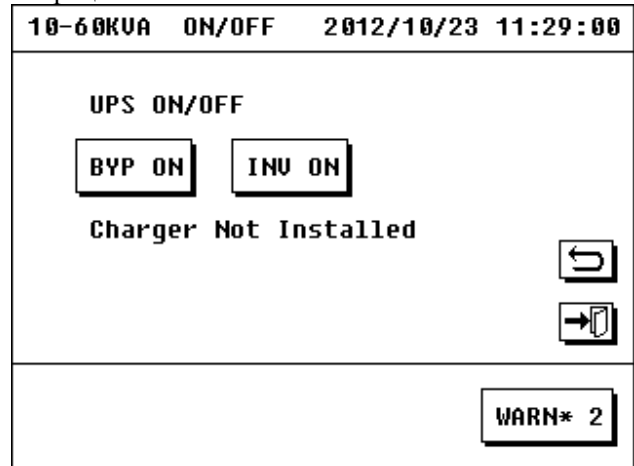 10-60KVA ON/OFF 2012/10/23 11:29:00
UPS ON/OFF
BYP ON INV ON
Charger Not Installed
WARN* 2